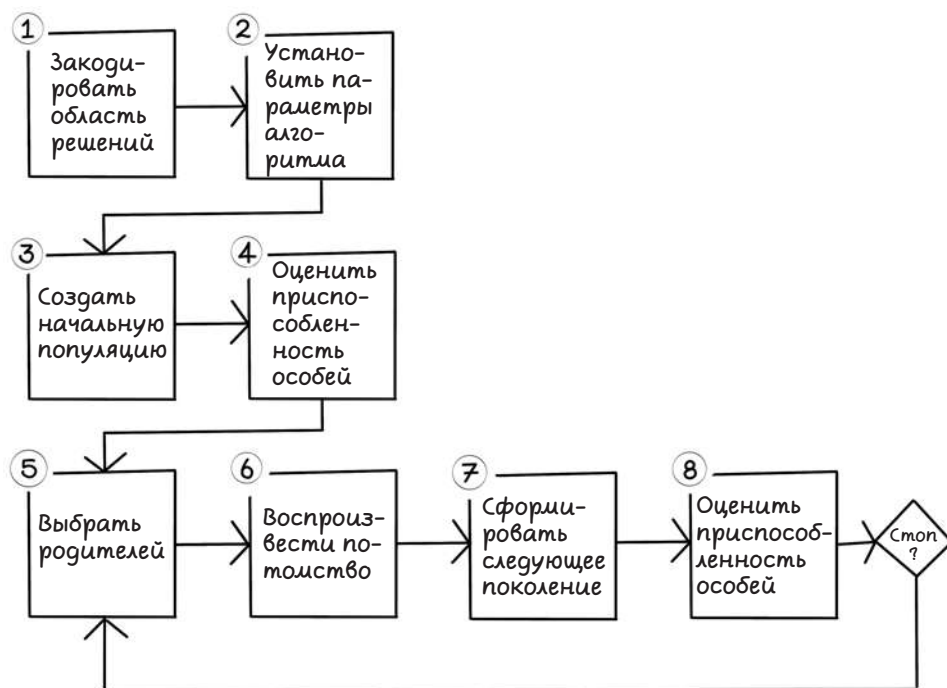 1
Закоди-
ровать
область
решений
2
Устано-
вить па-
раметры
алго-
ритма
3
Создать
начальную
популяцию
4
Оценить
приспо-
соблен-
ность
особей
5
Выбрать
родителей
6
Воспроиз-
вести по-
томство
7
Сформи-
ровать
следующее
поколение
8
Оценить
приспособ-
ленность
особей
Стоп
?